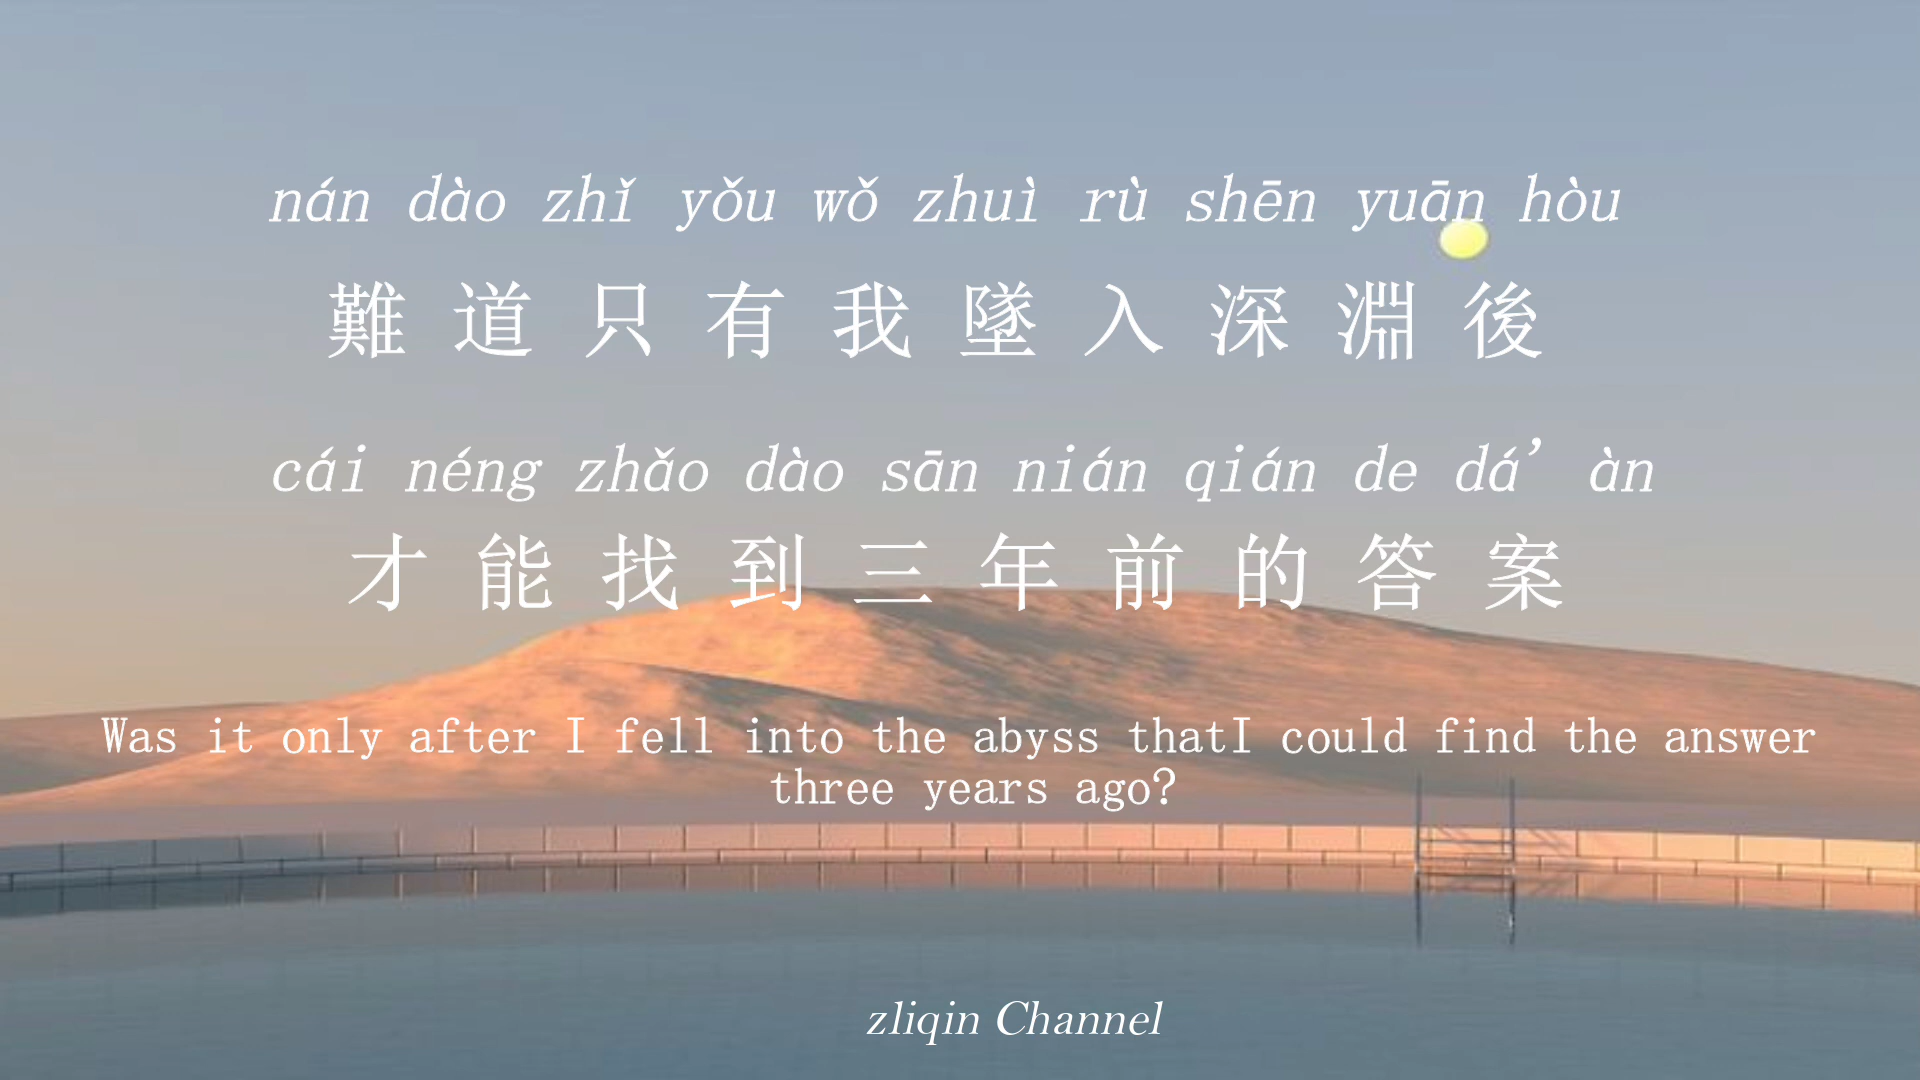 nán dào zhǐ yǒu wǒ zhuì rù shēn yuān hòu
難道只有我墜入深淵後
cái néng zhǎo dào sān nián qián de dá’ àn
才能找到三年前的答案
Was it only after I fell into the abyss thatI could find the answer
three years ago?
zliqin Channel